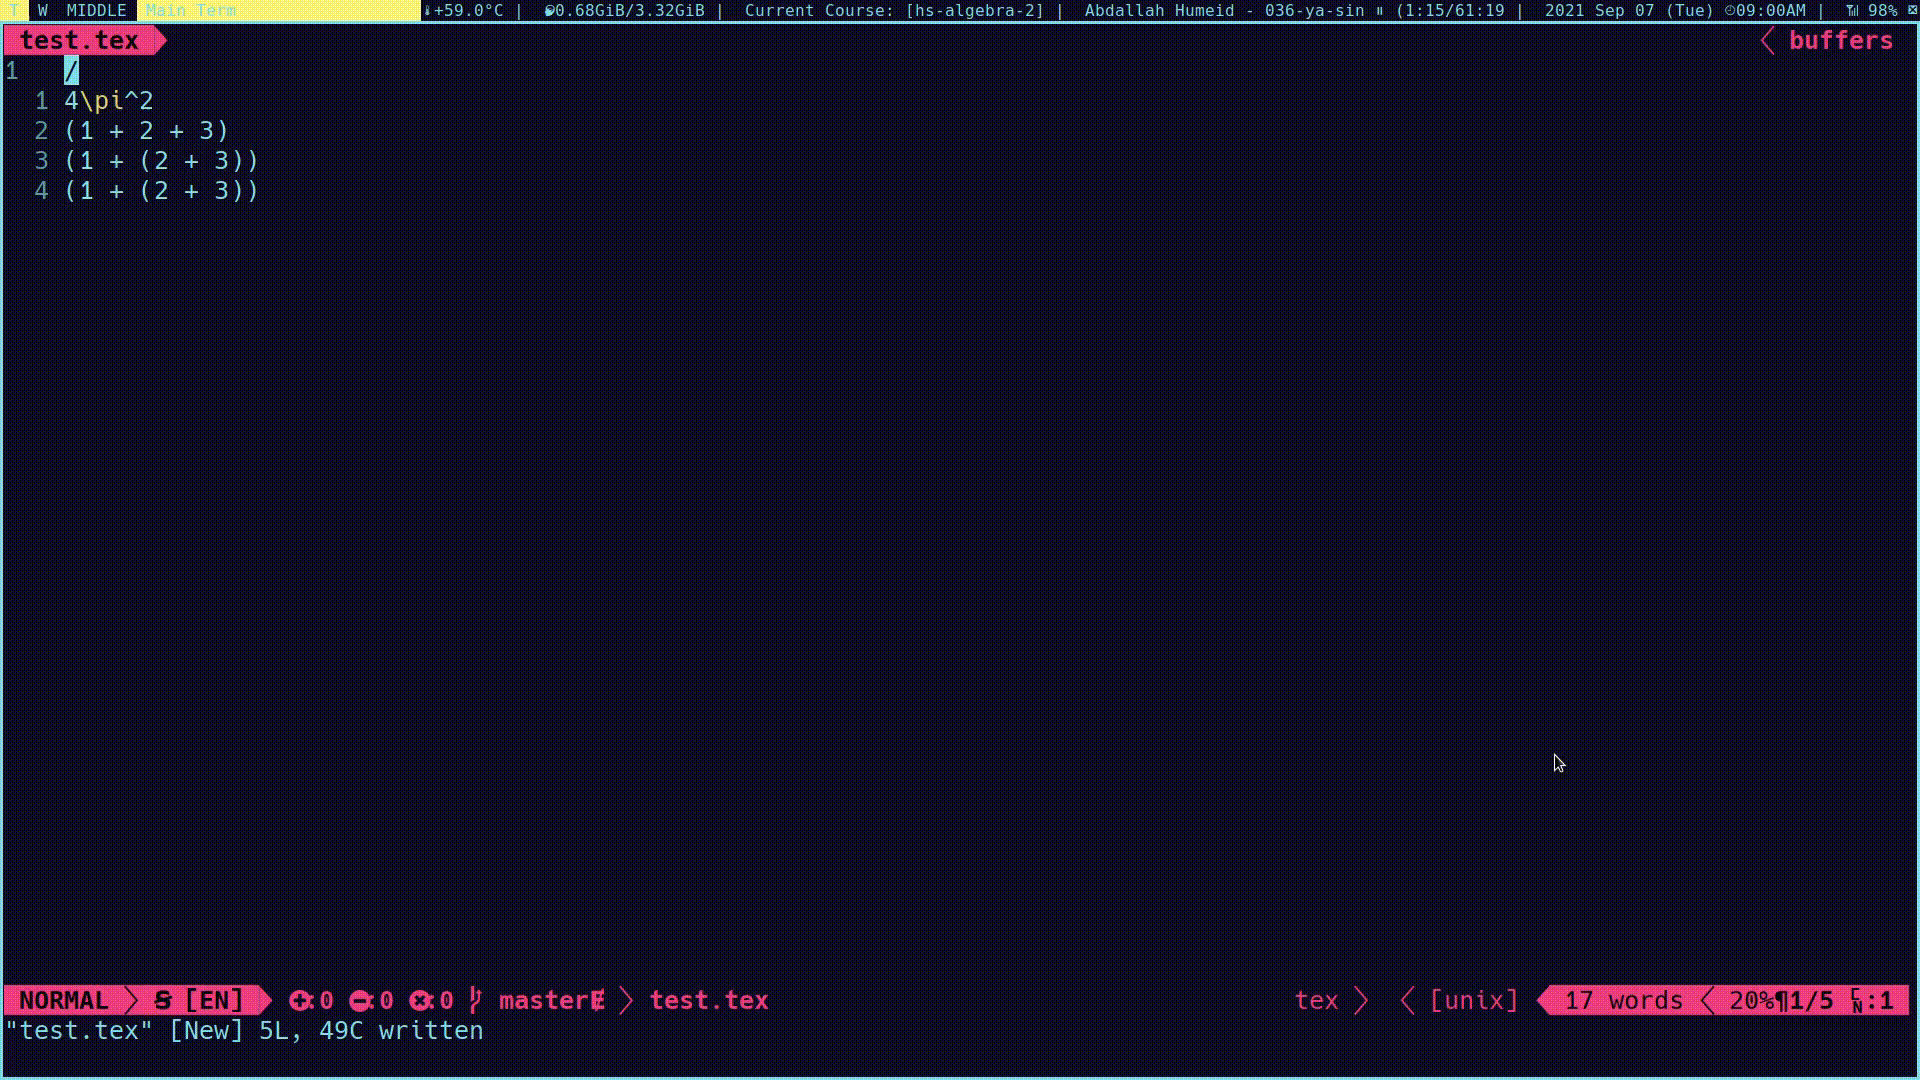 T W MIDDLE Main Term +59.0°C | 0.68GiB/3.32GiB | Current Course: [hs-algebra-2] | Abdallah Humeid - 036-ya-sin ⏸ (1:15/61:19 | 2021 Sep 07 (Tue) 09:00AM | 98%
test.tex buffers
1 /
1 4\pi^2
2 (1 + 2 + 3)
3 (1 + (2 + 3))
4 (1 + (2 + 3))
NORMAL S [EN] +:0 -:0 ×:0 masterɆ test.tex tex [unix] 17 words 20%¶1/5 ␤:1
"test.tex" [New] 5L, 49C written